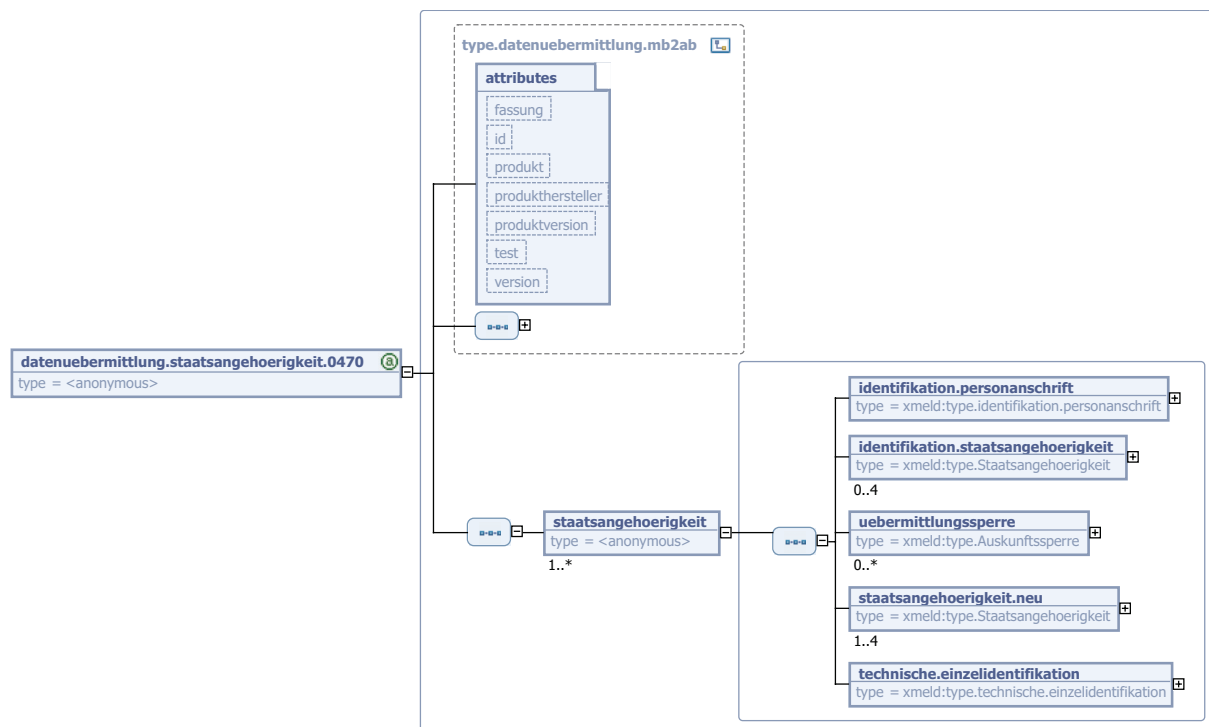 type.datenuebermittlung.mb2ab
attributes
fassung
id
produkt
produkthersteller
produktversion
test
version
datenuebermittlung.staatsangehoerigkeit.0470
a
type = <anonymous>
identifikation.personanschrift
type = xmeld:type.identifikation.personanschrift
identifikation.staatsangehoerigkeit
type = xmeld:type.Staatsangehoerigkeit
0..4
staatsangehoerigkeit
type = <anonymous>
1..*
uebermittlungssperre
type = xmeld:type.Auskunftssperre
0..*
staatsangehoerigkeit.neu
type = xmeld:type.Staatsangehoerigkeit
1..4
technische.einzelidentifikation
type = xmeld:type.technische.einzelidentifikation